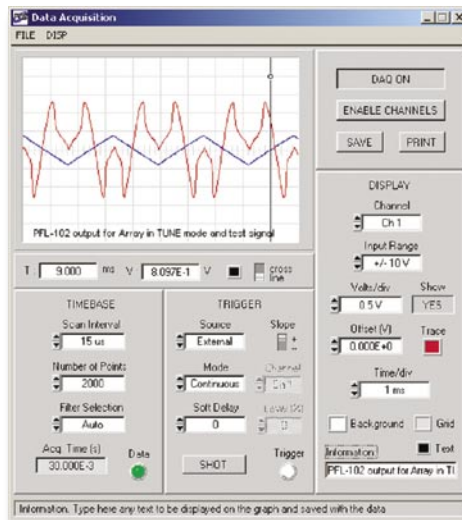 Data Acquisition
FILE DISP
PFL-102 output for Array in TUNE mode and test signal
T: 9.000 ms V: 8.097E-1 V cross line
DAQ ON
ENABLE CHANNELS
SAVE PRINT
DISPLAY
Channel
Ch 1
Input Range
+/- 10 V
Volts/div Show
0.5 V YES
Offset (V) Trace
0.000E+0
Time/div
1 ms
Background Grid
Text
Information:
PFL-102 output for Array in TU
TIMEBASE
Scan Interval
15 us
Number of Points
2000
Filter Selection
Auto
Acq. Time (s) Data
30.000E-3
TRIGGER
Source Slope
External + -
Mode Channel
Continuous Ch 1
Soft Delay Level (%)
0 0
SHOT Trigger
Information. Type here any text to be displayed on the graph and saved with the data